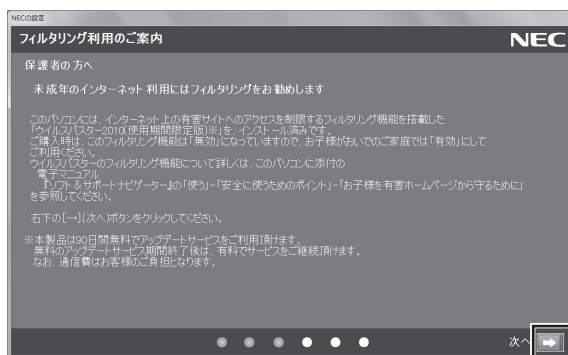 NECの設定
フィルタリング利用のご案内
NEC
保護者の方へ
未成年のインターネット利用にはフィルタリングをお勧めします
このパソコンには、インターネット上の有害サイトへのアクセスを制限するフィルタリング機能を搭載した
「ウイルスバスター2010(使用期間限定版)※」を、インストール済みです。
ご購入時は、このフィルタリング機能は「無効」になっていますので、お子様がおいでのご家庭では「有効」にして
ご利用ください。
ウイルスバスターのフィルタリング機能について詳しくは、このパソコンに添付の
電子マニュアル
『ソフト&サポートナビゲーター』の「使う」-「安全に使うためのポイント」-「お子様を有害ホームページから守るために」
を参照してください。
右下の[→](次へ)ボタンをクリックしてください。
※本製品は90日間無料でアップデートサービスをご利用頂けます。
無料のアップデートサービス期間終了後は、有料でサービスをご継続頂けます。
なお、通信費はお客様のご負担となります。
次へ